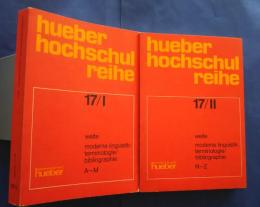 hueber
hochschul
reihe
17/I
welte
moderne linguistik:
terminologie/
bibliographie
A–M
hueber
hueber
hochschul
reihe
17/II
welte
moderne linguistik:
terminologie/
bibliographie
N–Z
hueber